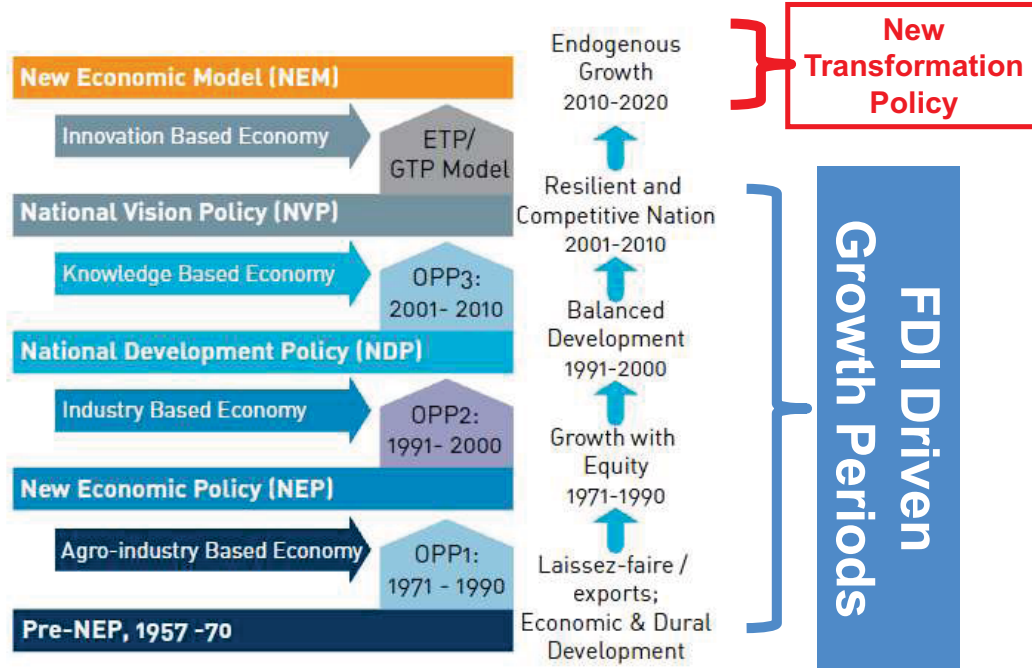 New Economic Model (NEM)
Innovation Based Economy
ETP/
GTP Model
National Vision Policy (NVP)
Knowledge Based Economy
OPP3:
2001- 2010
National Development Policy (NDP)
Industry Based Economy
OPP2:
1991- 2000
New Economic Policy (NEP)
Agro-industry Based Economy
OPP1:
1971 - 1990
Pre-NEP, 1957 -70
Endogenous
Growth
2010-2020
Resilient and
Competitive Nation
2001-2010
Balanced
Development
1991-2000
Growth with
Equity
1971-1990
Laissez-faire /
exports;
Economic & Dural
Development
New
Transformation
Policy
FDI Driven
Growth Periods